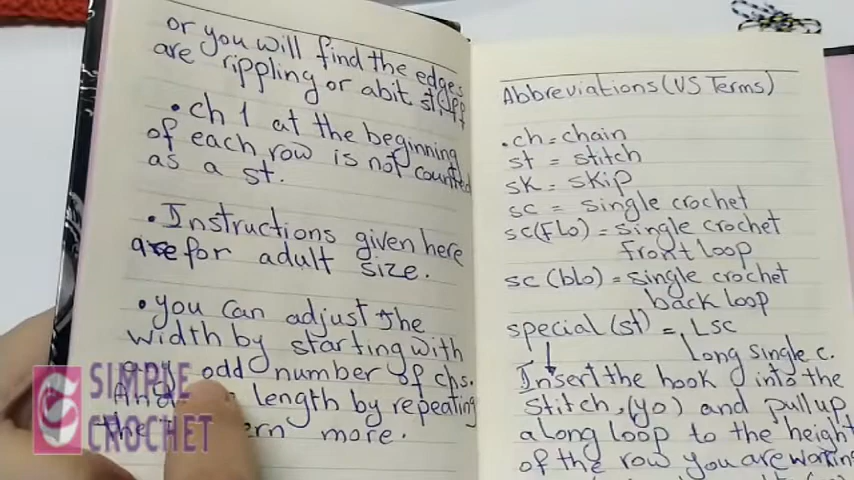 or you will find the edges
are rippling or abit stiff
• ch 1 at the beginning
of each row is not counted
as a st.
• Instructions given here
are for adult size.
• you can adjust the
width by starting with
odd number of chs.
And length by repeating
the more.
Abbreviations (US Terms)
• ch = chain
st = stitch
sk = skip
sc = single crochet
sc(flo) = single crochet
front loop
sc (blo) = single crochet
back loop
special (st) = LSC
Long single c.
Insert the hook into the
stitch, (yo) and pull up
a long loop to the height
of the row you are working
SIMPLE
CROCHET